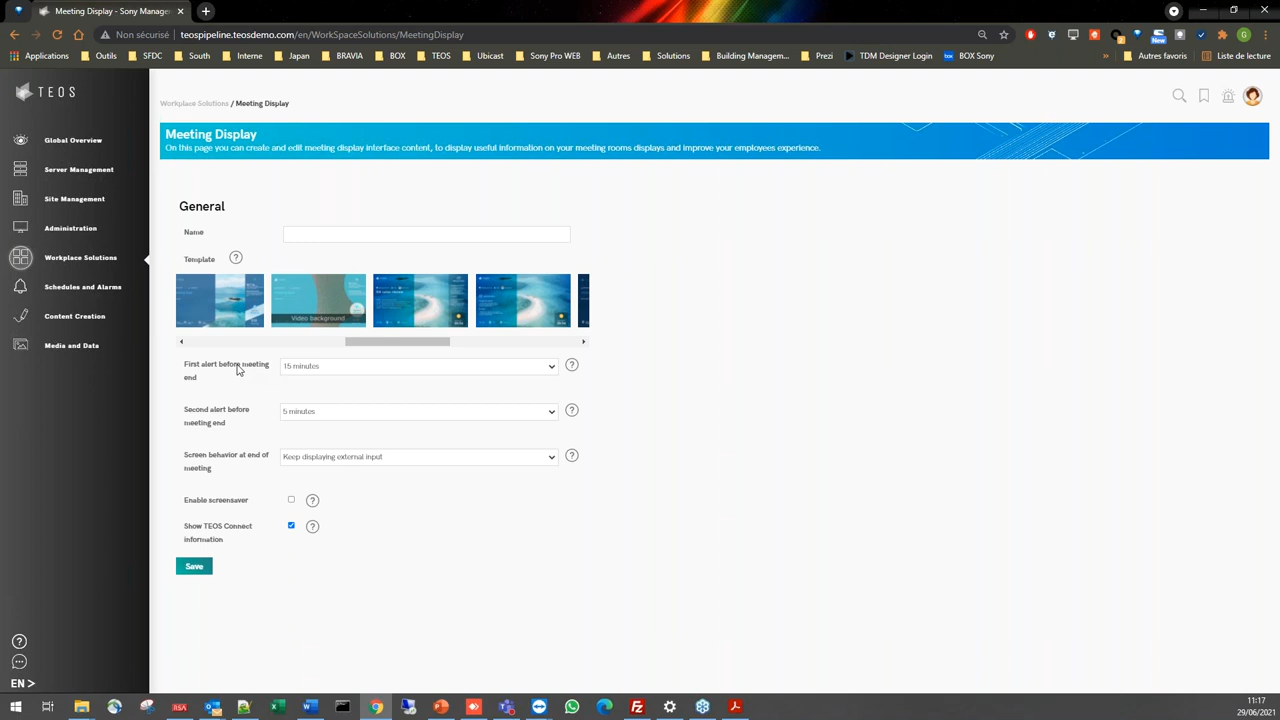 Meeting Display - Sony Manage
Non sécurisé
teospipeline.teosdemo.com/en/WorkSpaceSolutions/MeetingDisplay
New
G
Applications Outils SFDC South Interne Japan BRAVIA BOX TEOS Ubicast Sony Pro WEB Autres Solutions Building Managem... Prezi TDM Designer Login box BOX Sony » Autres favoris Liste de lecture
TEOS
Workplace Solutions / Meeting Display
Meeting Display
On this page you can create and edit meeting display interface content, to display useful information on your meeting rooms displays and improve your employees experience.
Global Overview
Server Management
Site Management
Administration
Workplace Solutions
Schedules and Alarms
Content Creation
Media and Data
General
Name
Template ?
Video background
First alert before meeting
end
15 minutes ?
Second alert before
meeting end
5 minutes ?
Screen behavior at end of
meeting
Keep displaying external input ?
Enable screensaver ?
Show TEOS Connect
information
?
Save
?
EN >
11:17
29/06/2021